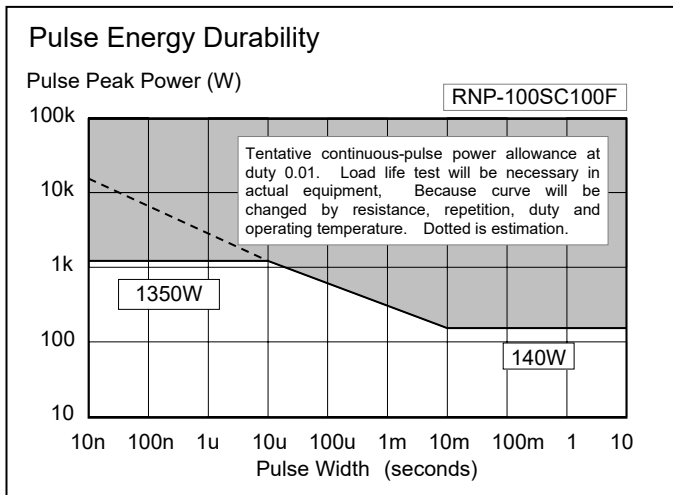 Pulse Energy Durability
Pulse Peak Power (W)
RNP-100SC100F
100k
Tentative continuous-pulse power allowance at
duty 0.01. Load life test will be necessary in
actual equipment, Because curve will be
changed by resistance, repetition, duty and
operating temperature. Dotted is estimation.
10k
1k
1350W
100
140W
10
10n 100n 1u 10u 100u 1m 10m 100m 1 10
Pulse Width (seconds)